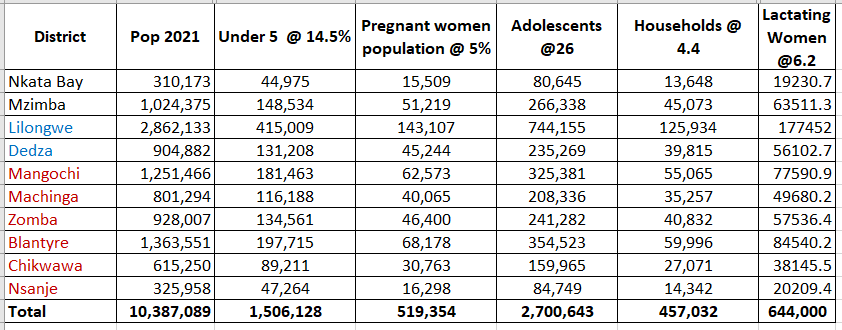 District Pop 2021 Under 5 @ 14.5% Pregnant women population @ 5% Adolescents @26 Households @ 4.4 Lactating Women @6.2
Nkata Bay 310,173 44,975 15,509 80,645 13,648 19230.7
Mzimba 1,024,375 148,534 51,219 266,338 45,073 63511.3
Lilongwe 2,862,133 415,009 143,107 744,155 125,934 177452
Dedza 904,882 131,208 45,244 235,269 39,815 56102.7
Mangochi 1,251,466 181,463 62,573 325,381 55,065 77590.9
Machinga 801,294 116,188 40,065 208,336 35,257 49680.2
Zomba 928,007 134,561 46,400 241,282 40,832 57536.4
Blantyre 1,363,551 197,715 68,178 354,523 59,996 84540.2
Chikwawa 615,250 89,211 30,763 159,965 27,071 38145.5
Nsanje 325,958 47,264 16,298 84,749 14,342 20209.4
Total 10,387,089 1,506,128 519,354 2,700,643 457,032 644,000